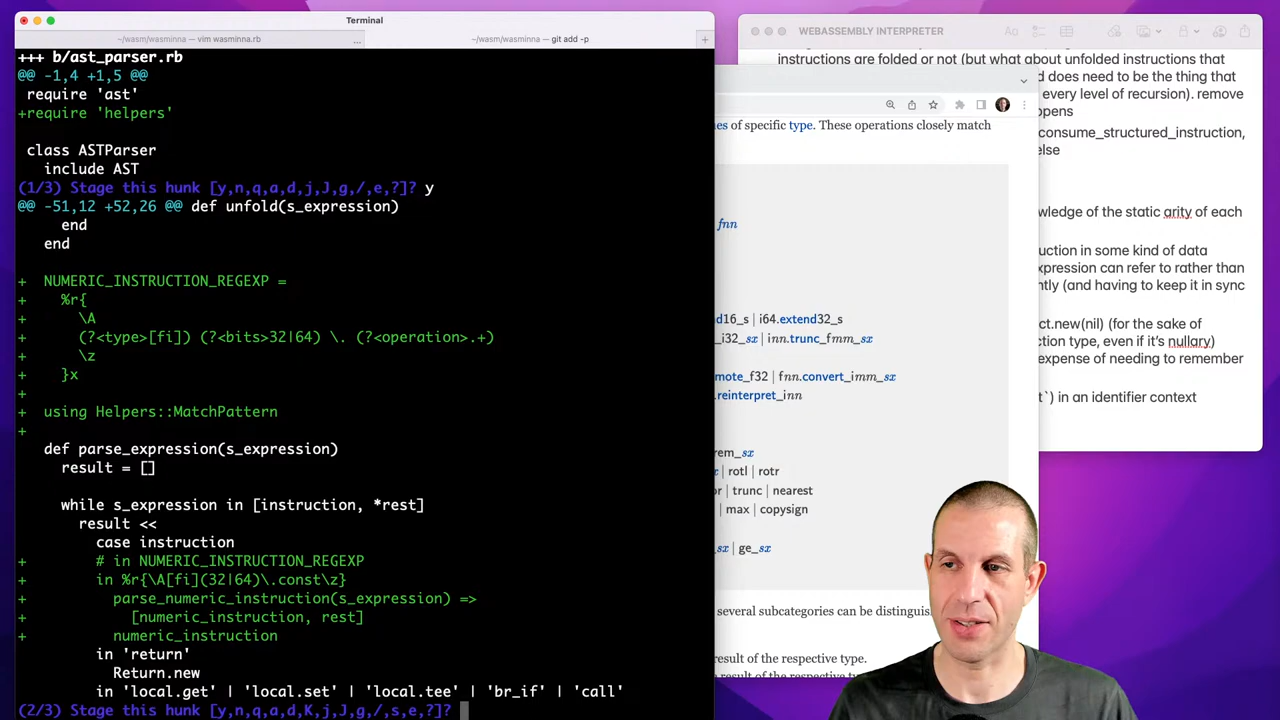 Terminal
~/wasm/wasminna — vim wasminna.rb
...
~/wasm/wasminna — git add -p
+
+++ b/ast_parser.rb
@@ -1,4 +1,5 @@
 require 'ast'
+require 'helpers'
 class ASTParser
   include AST
(1/3) Stage this hunk [y,n,q,a,d,j,J,g,/,e,?]? y
@@ -51,12 +52,26 @@ def unfold(s_expression)
     end
   end
+  NUMERIC_INSTRUCTION_REGEXP =
+    %r{
+      \A
+      (?<type>[fi]) (?<bits>32|64) \. (?<operation>.+)
+      \z
+    }x
+
+  using Helpers::MatchPattern
+
   def parse_expression(s_expression)
     result = []
     while s_expression in [instruction, *rest]
       result <<
         case instruction
+        # in NUMERIC_INSTRUCTION_REGEXP
+        in %r{\A[fi](32|64)\.const\z}
+          parse_numeric_instruction(s_expression) =>
+            [numeric_instruction, rest]
+          numeric_instruction
         in 'return'
           Return.new
         in 'local.get' | 'local.set' | 'local.tee' | 'br_if' | 'call'
(2/3) Stage this hunk [y,n,q,a,d,K,j,J,g,/,s,e,?]?
WEBASSEMBLY INTERPRETER
instructions are folded or not (but what about unfolded instructions that
d does need to be the thing that
every level of recursion). remove
consume_structured_instruction,
else
wledge of the static arity of each
uction in some kind of data
expression can refer to rather than
ntly (and having to keep it in sync
ct.new(nil) (for the sake of
ction type, even if it's nullary)
expense of needing to remember
t`) in an identifier context
es of specific type. These operations closely match
fnn
d16_s | i64.extend32_s
_i32_sx | inn.trunc_fmm_sx
mote_f32 | fnn.convert_imm_sx
.reinterpret_inn
rem_sx
| rotl | rotr
or | trunc | nearest
| max | copysign
_sx | ge_sx
several subcategories can be distinguis
result of the respective type.